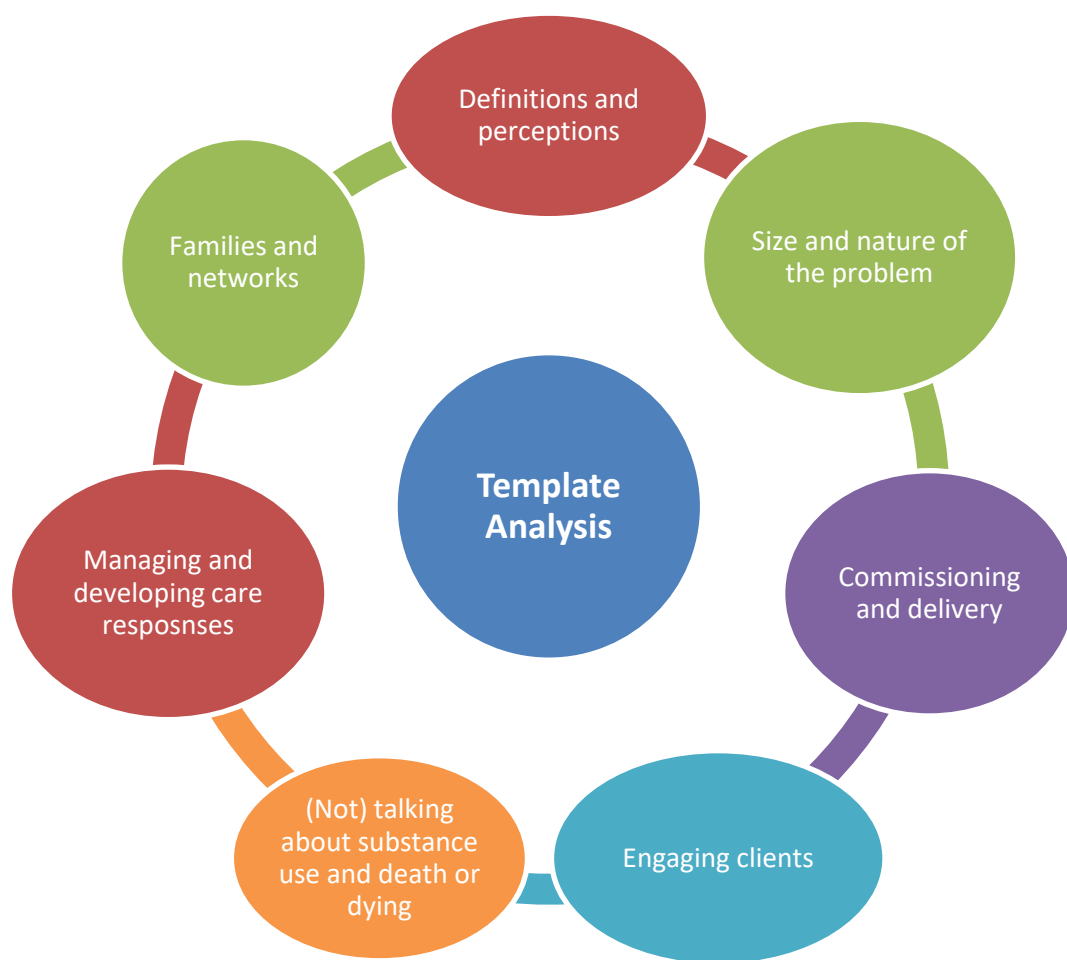 Definitions and
perceptions
Size and nature of
the problem
Commissioning
and delivery
Engaging clients
(Not) talking
about substance
use and death or
dying
Managing and
developing care
resposnses
Families and
networks
Template
Analysis